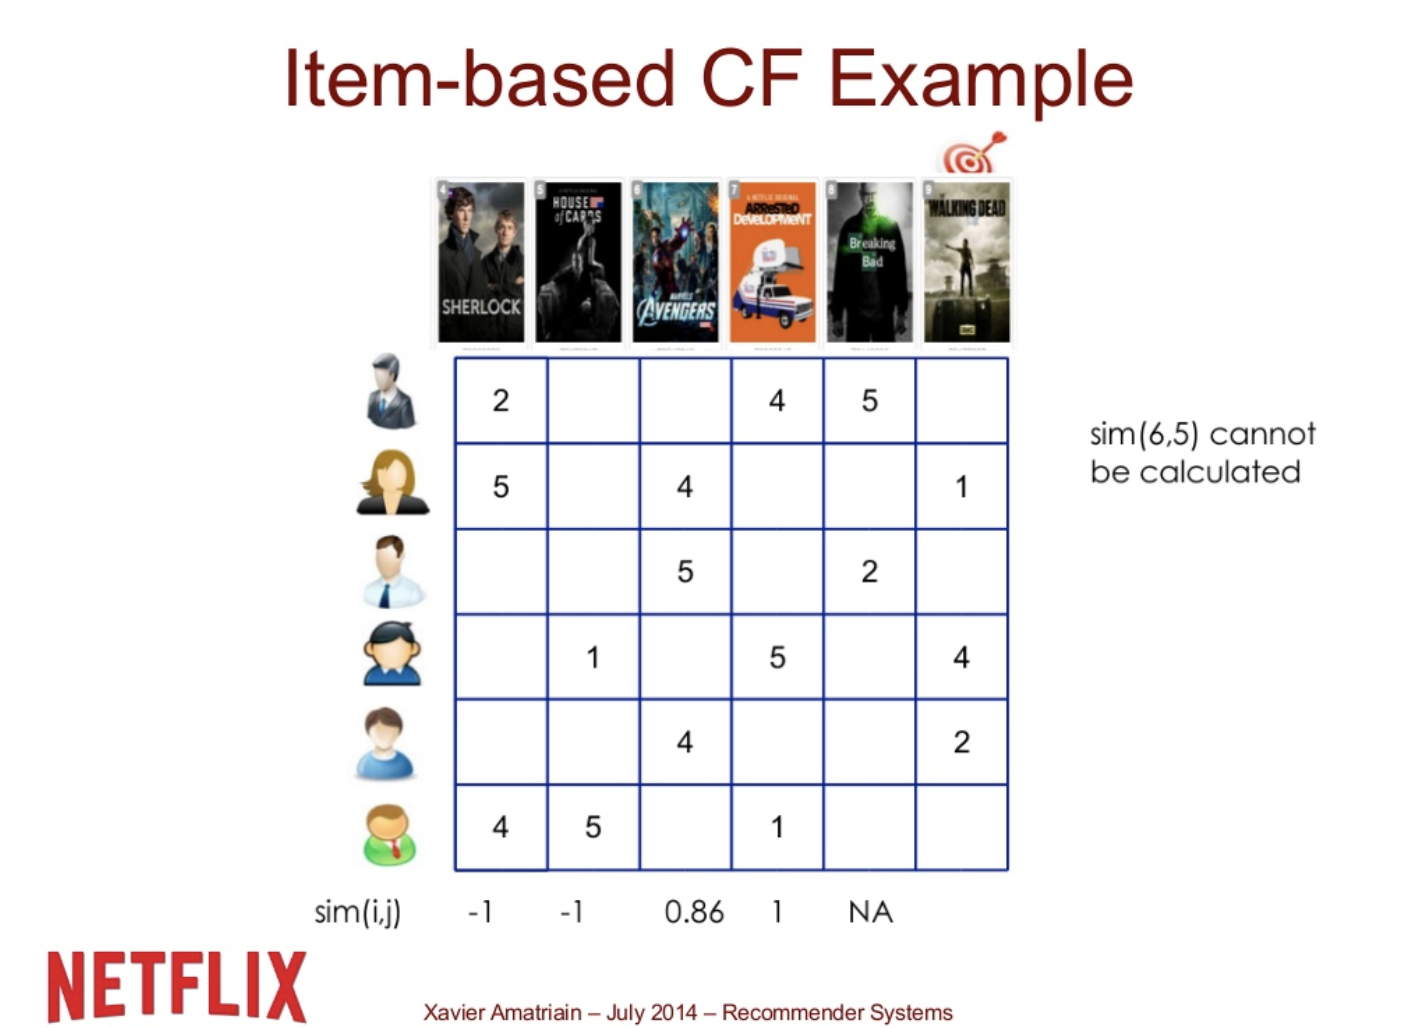 Item-based CF Example
4 5 6 7 8 9
SHERLOCK
HOUSE
of CARDS
MARVEL
AVENGERS
A NETFLIX ORIGINAL
ARRESTED
DEVELOPMENT
Breaking
Bad
WALKING DEAD
amc
2 4 5
5 4 1
5 2
1 5 4
4 2
4 5 1
sim(i,j) -1 -1 0.86 1 NA
sim(6,5) cannot
be calculated
NETFLIX
Xavier Amatriain – July 2014 – Recommender Systems